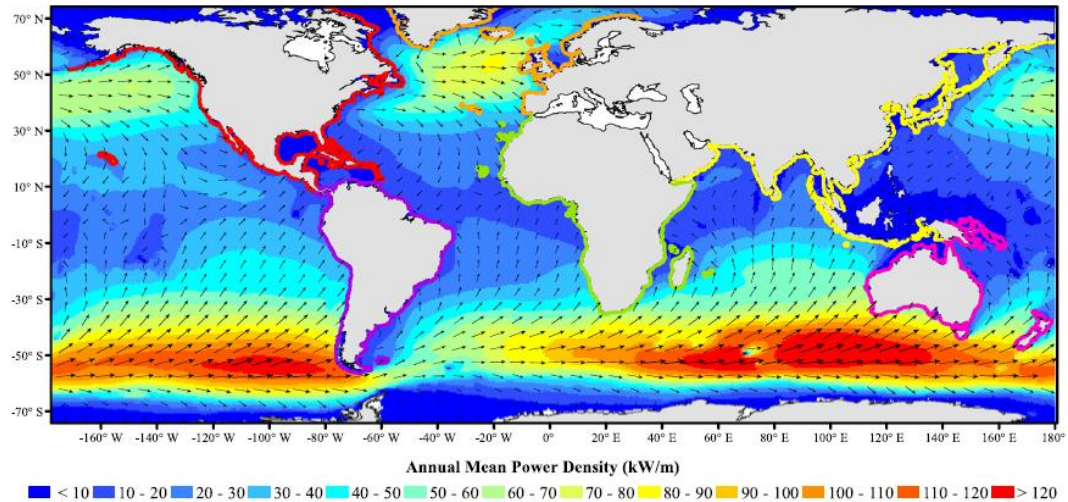 70° N
50° N
30° N
10° N
-10° S
-30° S
-50° S
-70° S
-160° W -140° W -120° W -100° W -80° W -60° W -40° W -20° W 0° 20° E 40° E 60° E 80° E 100° E 120° E 140° E 160° E 180°
Annual Mean Power Density (kW/m)
< 10 10 - 20 20 - 30 30 - 40 40 - 50 50 - 60 60 - 70 70 - 80 80 - 90 90 - 100 100 - 110 110 - 120 > 120